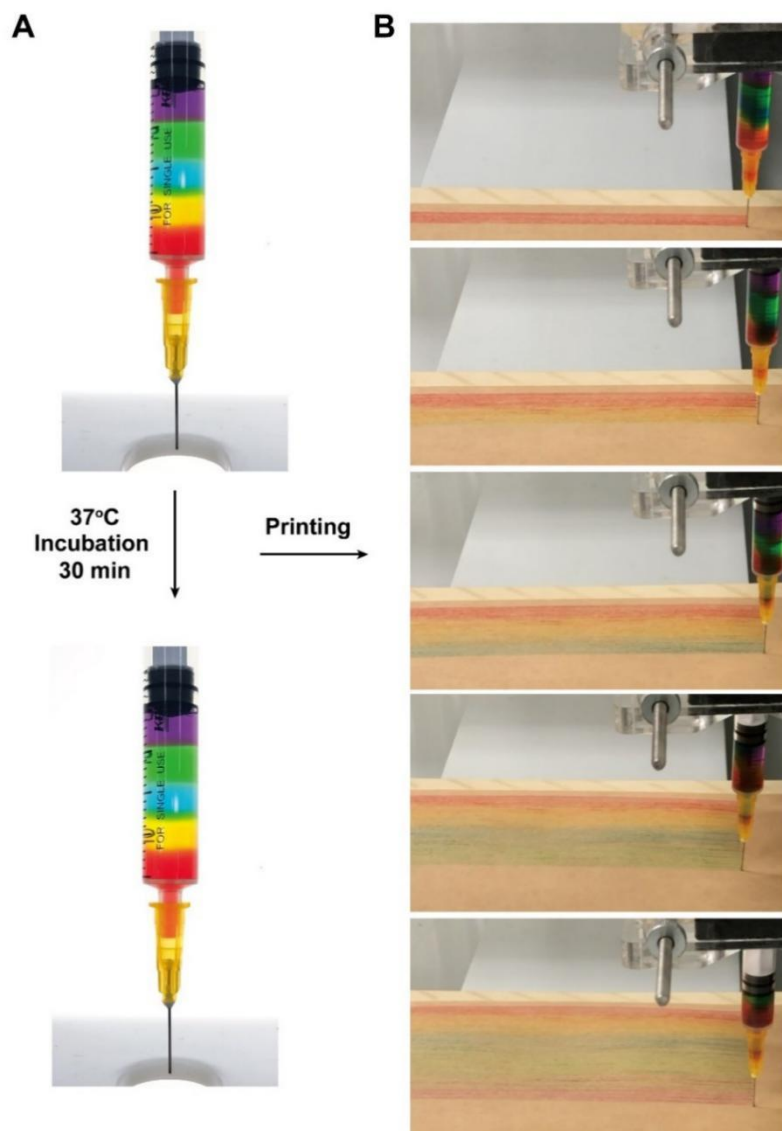 A
B
FOR SINGLE USE
37°C
Incubation
30 min
Printing
FOR SINGLE USE